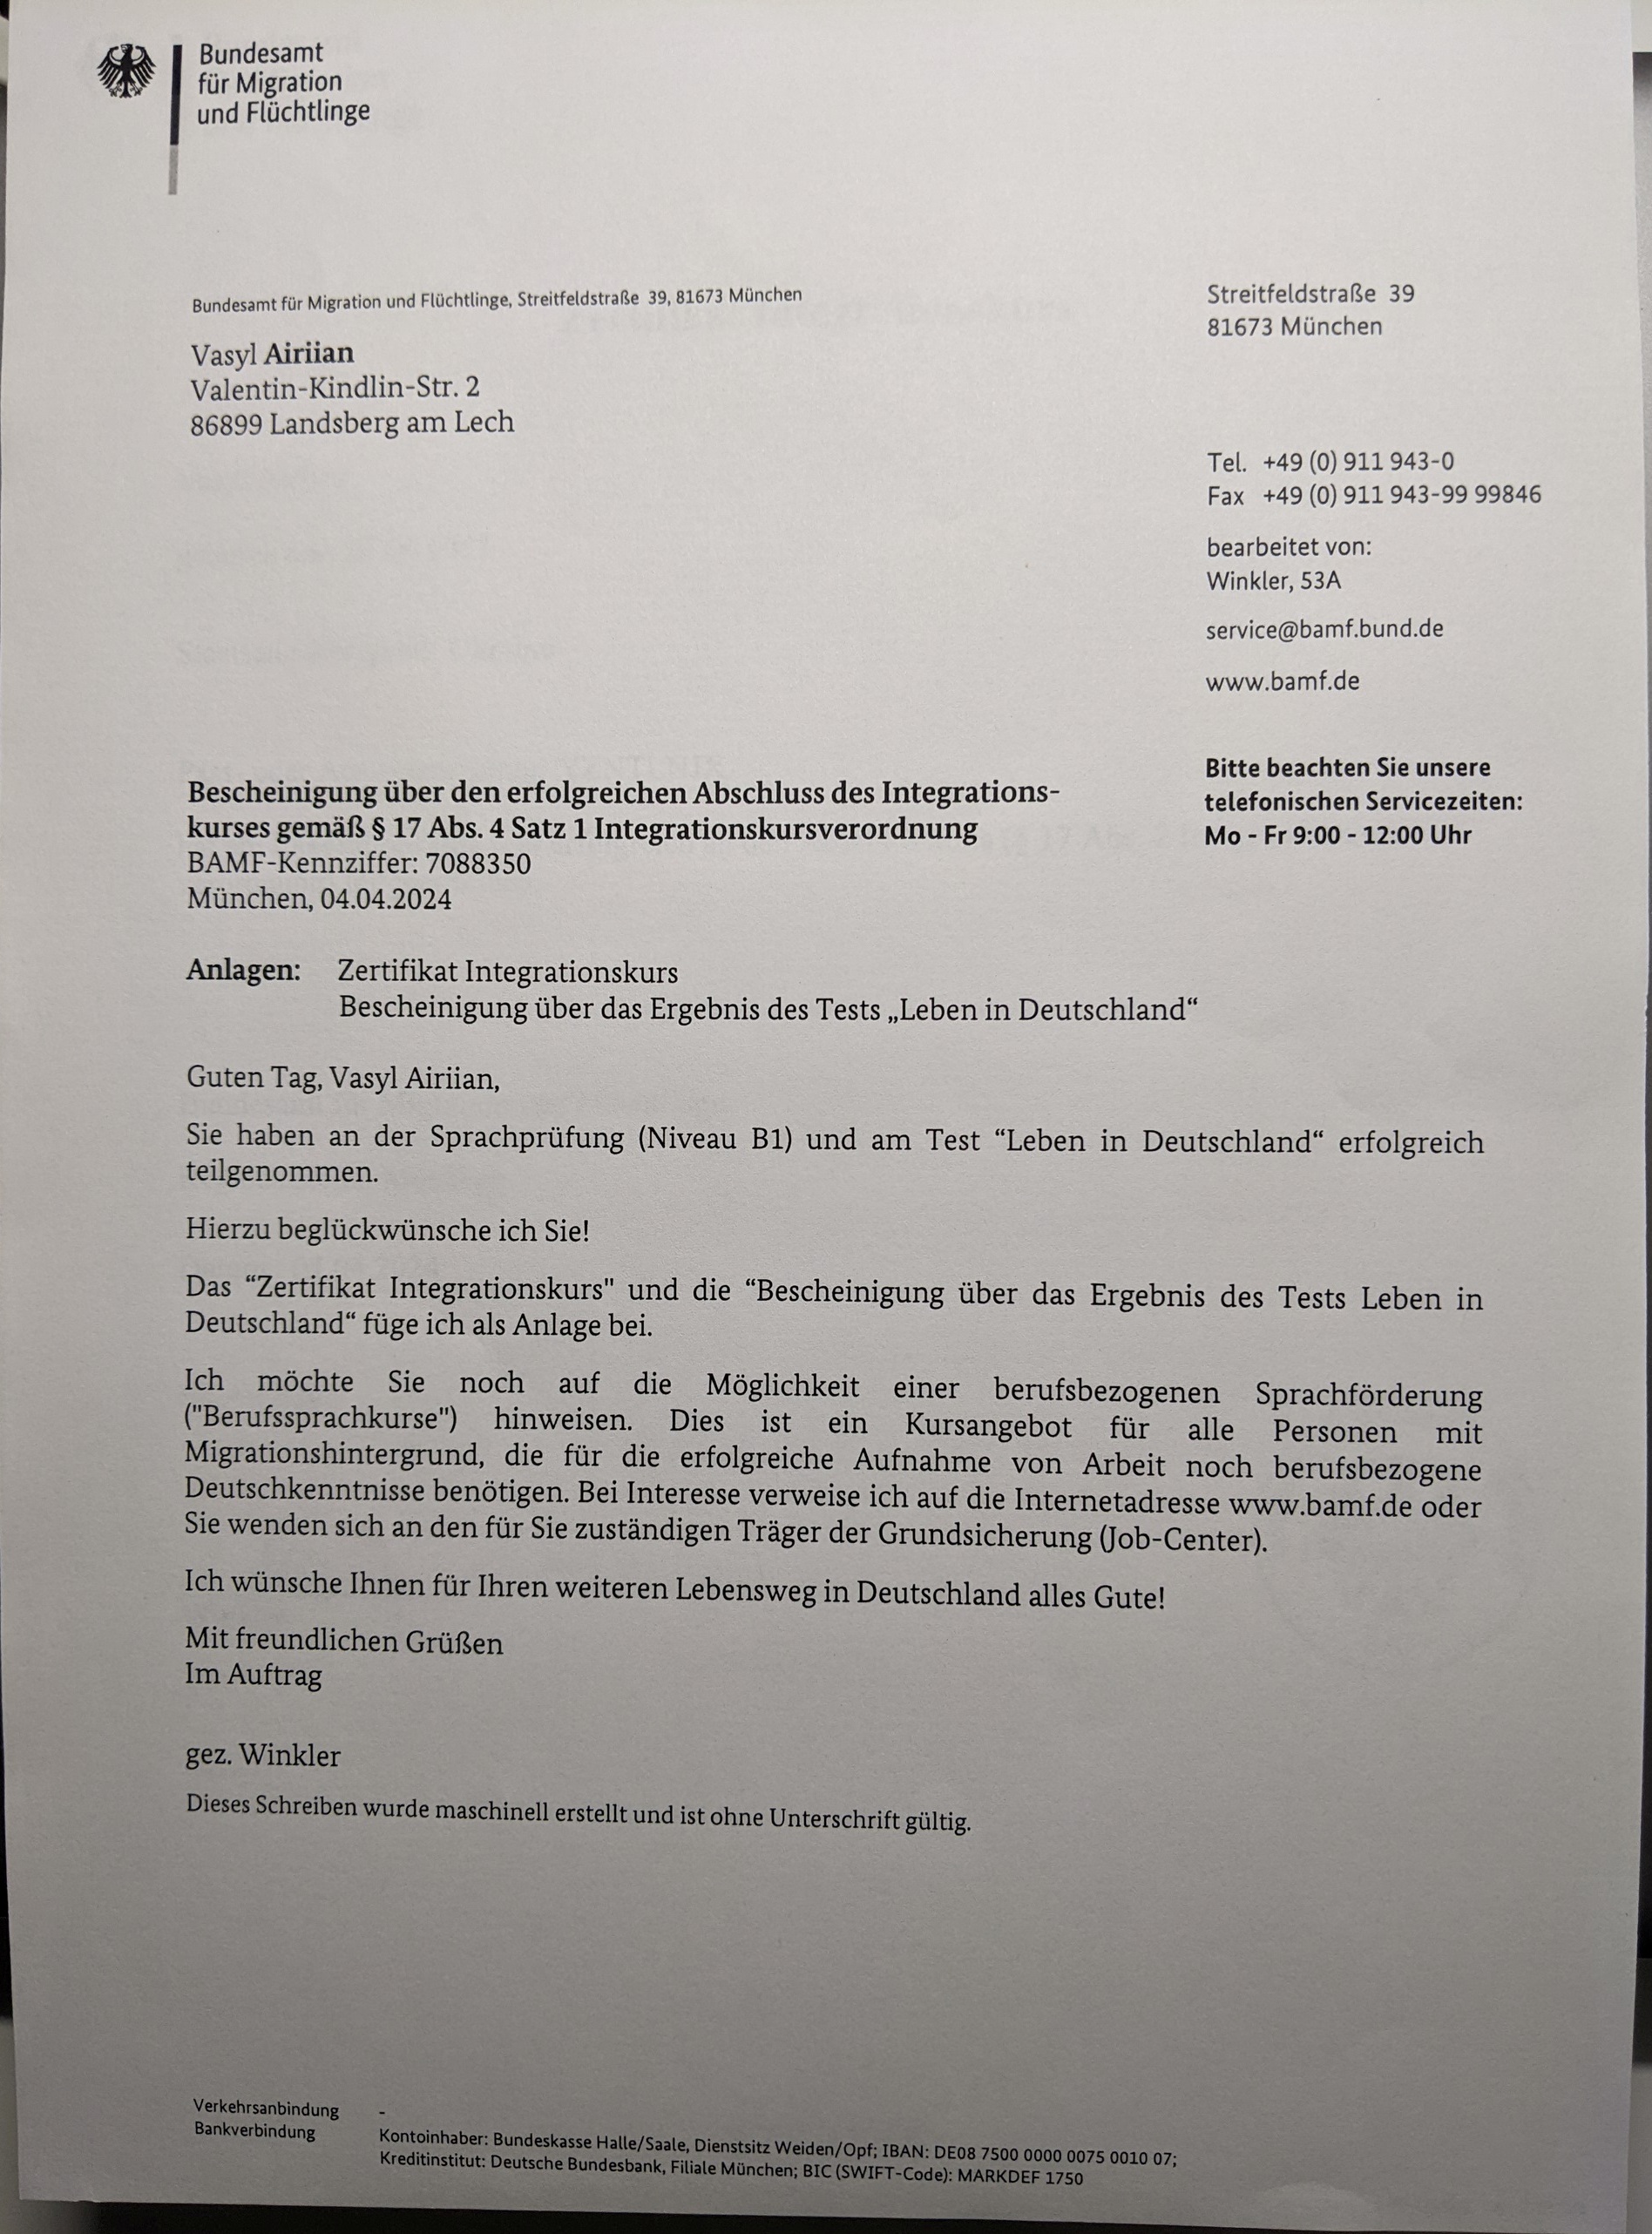 Bundesamt
für Migration
und Flüchtlinge
Bundesamt für Migration und Flüchtlinge, Streitfeldstraße 39, 81673 München
Vasyl Airiian
Valentin-Kindlin-Str. 2
86899 Landsberg am Lech
Streitfeldstraße 39
81673 München
Tel. +49 (0) 911 943-0
Fax +49 (0) 911 943-99 99846
bearbeitet von:
Winkler, 53A
service@bamf.bund.de
www.bamf.de
Bitte beachten Sie unsere
telefonischen Servicezeiten:
Mo - Fr 9:00 - 12:00 Uhr
Bescheinigung über den erfolgreichen Abschluss des Integrations-
kurses gemäß § 17 Abs. 4 Satz 1 Integrationskursverordnung
BAMF-Kennziffer: 7088350
München, 04.04.2024
Anlagen: Zertifikat Integrationskurs
Bescheinigung über das Ergebnis des Tests „Leben in Deutschland“
Guten Tag, Vasyl Airiian,
Sie haben an der Sprachprüfung (Niveau B1) und am Test “Leben in Deutschland“ erfolgreich
teilgenommen.
Hierzu beglückwünsche ich Sie!
Das “Zertifikat Integrationskurs" und die “Bescheinigung über das Ergebnis des Tests Leben in
Deutschland“ füge ich als Anlage bei.
Ich möchte Sie noch auf die Möglichkeit einer berufsbezogenen Sprachförderung
("Berufssprachkurse") hinweisen. Dies ist ein Kursangebot für alle Personen mit
Migrationshintergrund, die für die erfolgreiche Aufnahme von Arbeit noch berufsbezogene
Deutschkenntnisse benötigen. Bei Interesse verweise ich auf die Internetadresse www.bamf.de oder
Sie wenden sich an den für Sie zuständigen Träger der Grundsicherung (Job-Center).
Ich wünsche Ihnen für Ihren weiteren Lebensweg in Deutschland alles Gute!
Mit freundlichen Grüßen
Im Auftrag
gez. Winkler
Dieses Schreiben wurde maschinell erstellt und ist ohne Unterschrift gültig.
Verkehrsanbindung -
Bankverbindung Kontoinhaber: Bundeskasse Halle/Saale, Dienstsitz Weiden/Opf; IBAN: DE08 7500 0000 0075 0010 07;
Kreditinstitut: Deutsche Bundesbank, Filiale München; BIC (SWIFT-Code): MARKDEF 1750